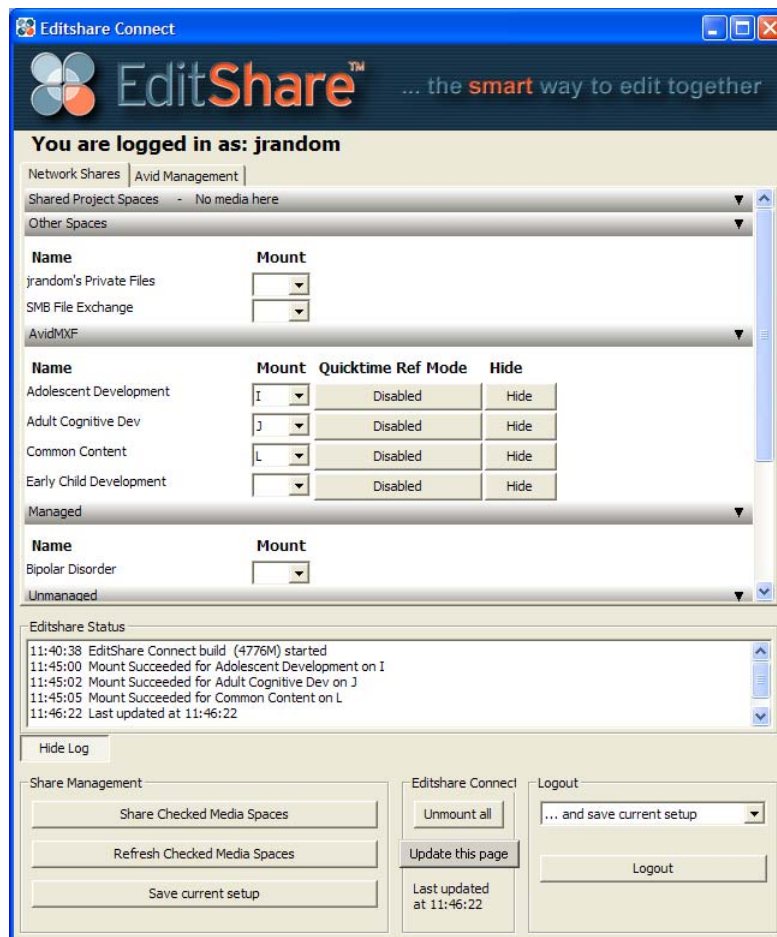 Editshare Connect
EditShare™ ... the smart way to edit together
You are logged in as: jrandom
Network Shares Avid Management
Shared Project Spaces - No media here
Other Spaces
Name Mount
jrandom's Private Files
SMB File Exchange
AvidMXF
Name Mount Quicktime Ref Mode Hide
Adolescent Development I Disabled Hide
Adult Cognitive Dev J Disabled Hide
Common Content L Disabled Hide
Early Child Development Disabled Hide
Managed
Name Mount
Bipolar Disorder
Unmanaged
Editshare Status
11:40:38 EditShare Connect build (4776M) started
11:45:00 Mount Succeeded for Adolescent Development on I
11:45:02 Mount Succeeded for Adult Cognitive Dev on J
11:45:05 Mount Succeeded for Common Content on L
11:46:22 Last updated at 11:46:22
Hide Log
Share Management
Share Checked Media Spaces
Refresh Checked Media Spaces
Save current setup
Editshare Connect
Unmount all
Update this page
Last updated
at 11:46:22
Logout
... and save current setup
Logout